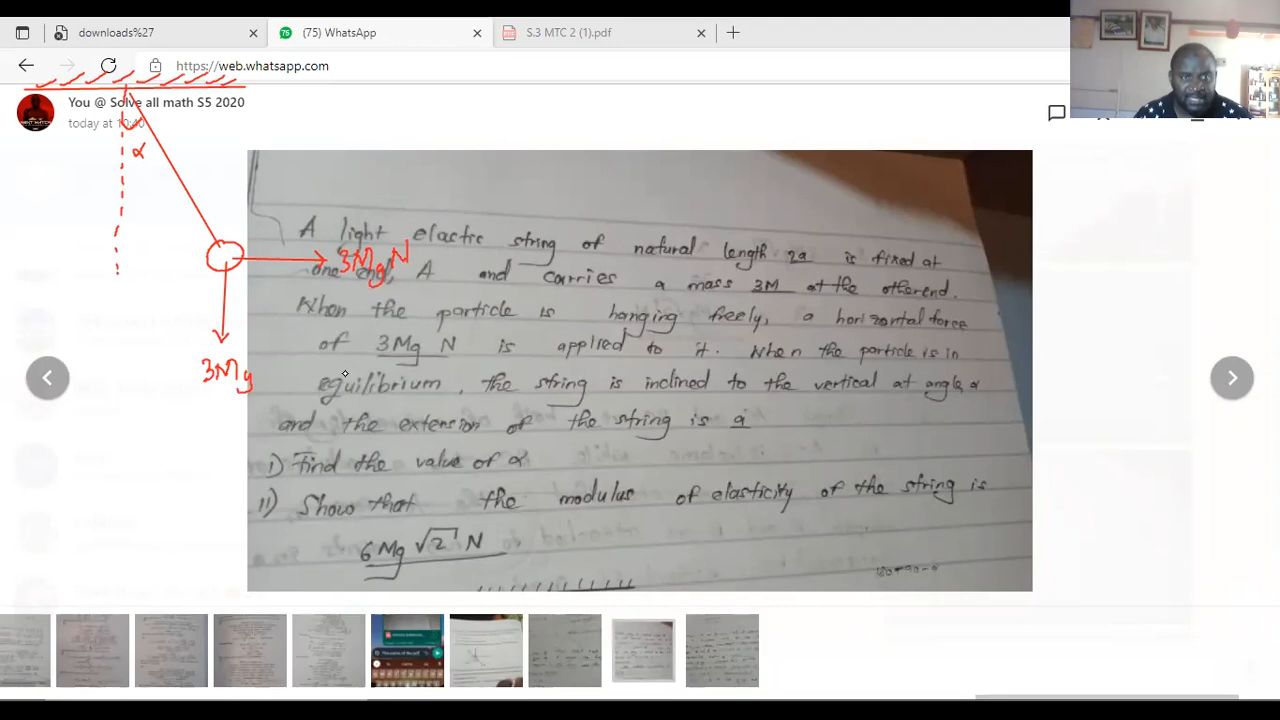 downloads%27
(75) WhatsApp
S.3 MTC 2 (1).pdf
https://web.whatsapp.com
You @ Solve all math S5 2020
today at 10:40
α
3MgN
3Mg
A light elastic string of natural length 2a is fixed at
one end, A and carries a mass 3M at the otherend.
When the particle is hanging freely, a horizontal force
of 3Mg N is applied to it. When the particle is in
equilibrium, the string is inclined to the vertical at angle α
and the extension of the string is a
i) Find the value of α
ii) Show that the modulus of elasticity of the string is
6Mg√2 N